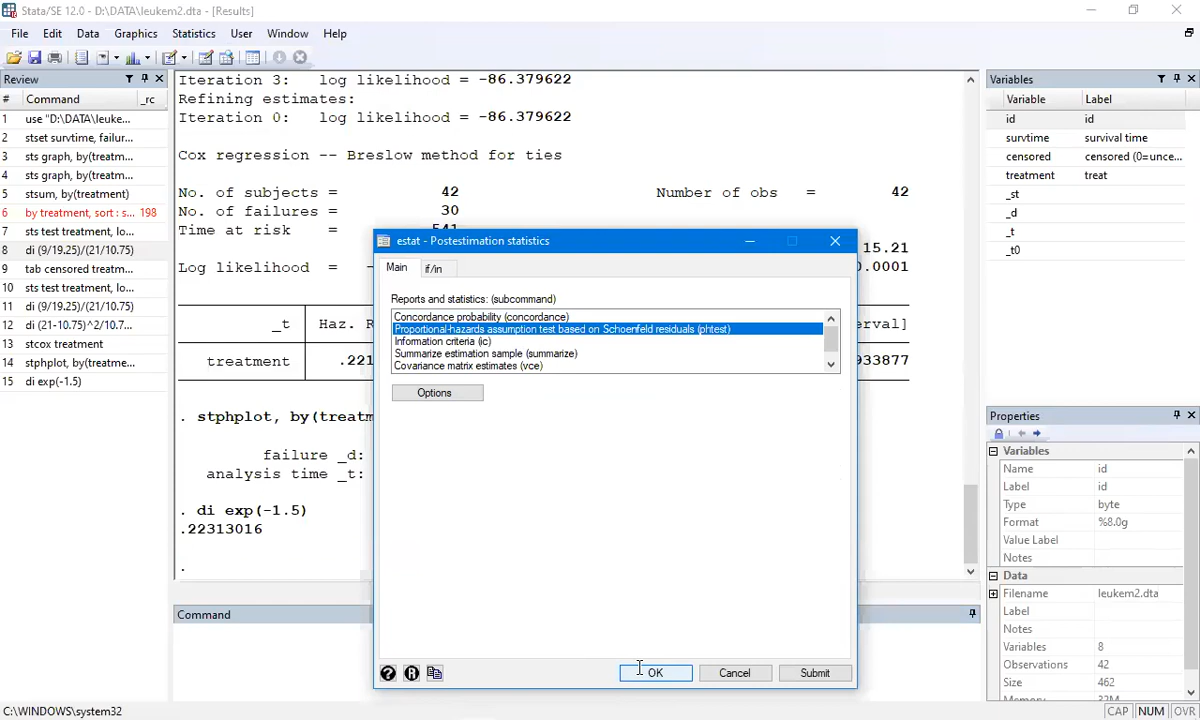 Stata/SE 12.0 - D:\DATA\leukem2.dta - [Results]
File Edit Data Graphics Statistics User Window Help
Review
# Command _rc
1 use "D:\DATA\leuke...
2 stset survtime, failur...
3 sts graph, by(treatm...
4 sts graph, by(treatm...
5 stsum, by(treatment)
6 by treatment, sort : s... 198
7 sts test treatment, lo...
8 di (9/19.25)/(21/10.75)
9 tab censored treatm...
10 sts test treatment, lo...
11 di (9/19.25)/(21/10.75)
12 di (21-10.75)^2/10.7...
13 stcox treatment
14 stphplot, by(treatme...
15 di exp(-1.5)
Iteration 3: log likelihood = -86.379622
Refining estimates:
Iteration 0: log likelihood = -86.379622
Cox regression -- Breslow method for ties
No. of subjects = 42 Number of obs = 42
No. of failures = 30
Time at risk = 541
15.21
Log likelihood = - 0.0001
_t Haz. R erval]
treatment .221 933877
. stphplot, by(treatm
failure _d:
analysis time _t:
. di exp(-1.5)
.22313016
.
Command
estat - Postestimation statistics
Main if/in
Reports and statistics: (subcommand)
Concordance probability (concordance)
Proportional-hazards assumption test based on Schoenfeld residuals (phtest)
Information criteria (ic)
Summarize estimation sample (summarize)
Covariance matrix estimates (vce)
Options
OK Cancel Submit
Variables
Variable Label
id id
survtime survival time
censored censored (0=unce...
treatment treat
_st
_d
_t
_t0
Properties
Variables
Name id
Label id
Type byte
Format %8.0g
Value Label
Notes
Data
Filename leukem2.dta
Label
Notes
Variables 8
Observations 42
Size 462
Memory 32M
C:\WINDOWS\system32
CAP NUM OVR